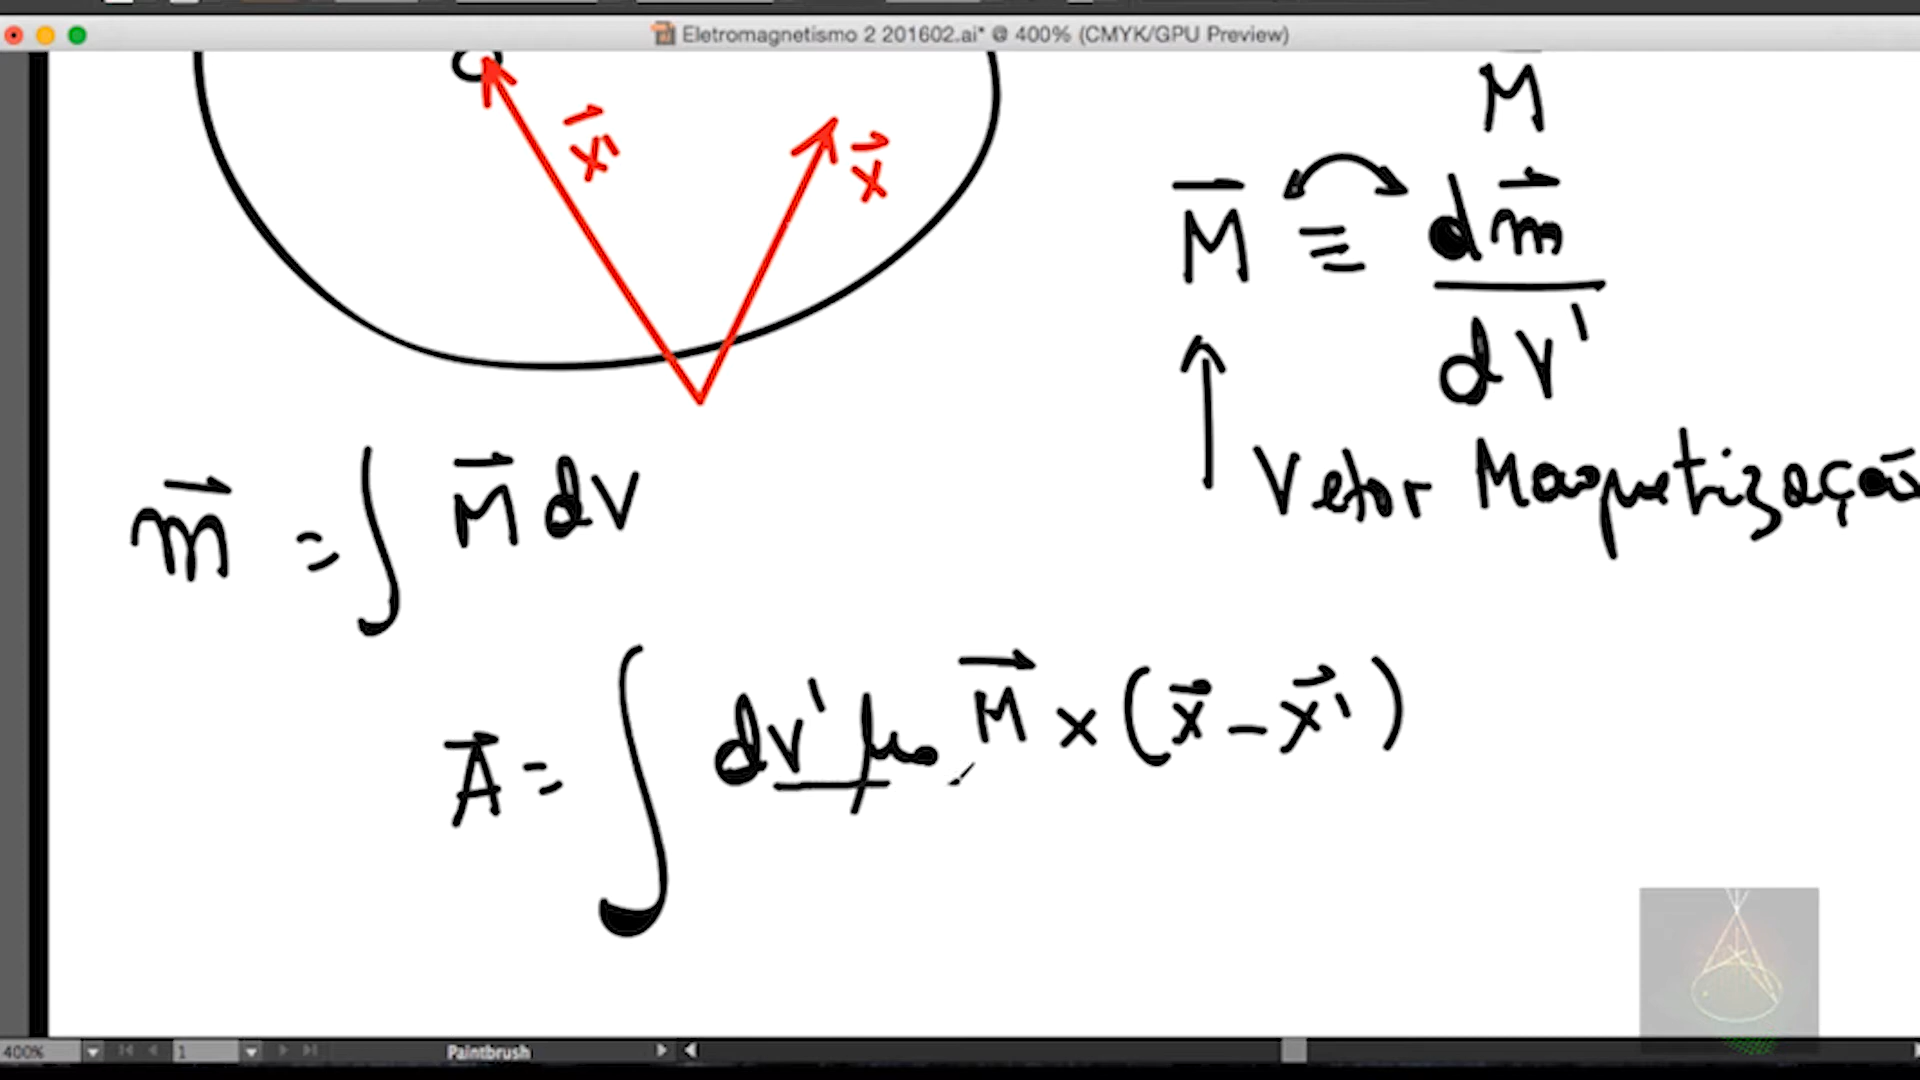 Eletromagnetismo 2 201602.ai* @ 400% (CMYK/GPU Preview)
M
x⃗'
x⃗
M⃗ ≡ dm⃗ / dV'
Vetor Magnetização
m⃗ = ∫ M⃗ dV
A⃗ = ∫ dV' μ₀ M⃗ × (x⃗ - x⃗')
400%
1
Paintbrush